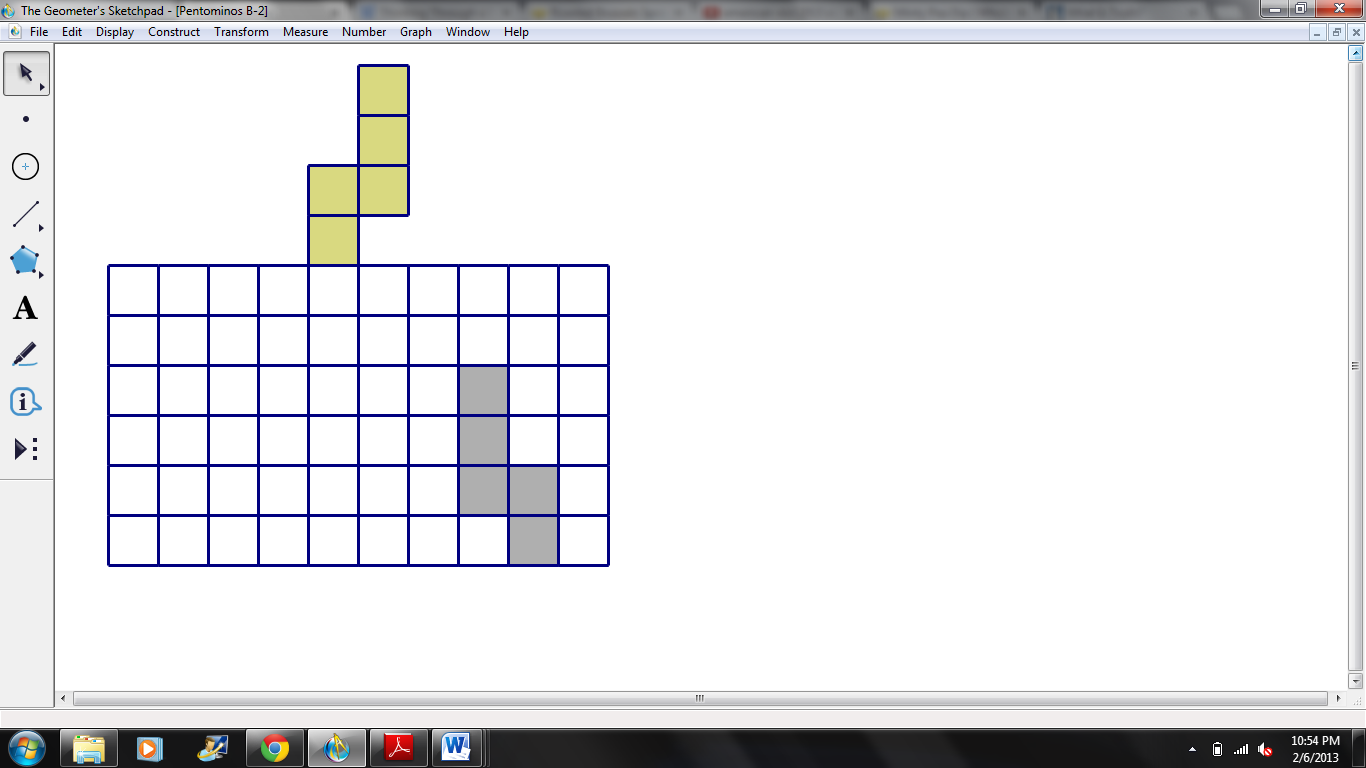 The Geometer's Sketchpad - [Pentominos B-2]
File Edit Display Construct Transform Measure Number Graph Window Help
A
10:54 PM
2/6/2013